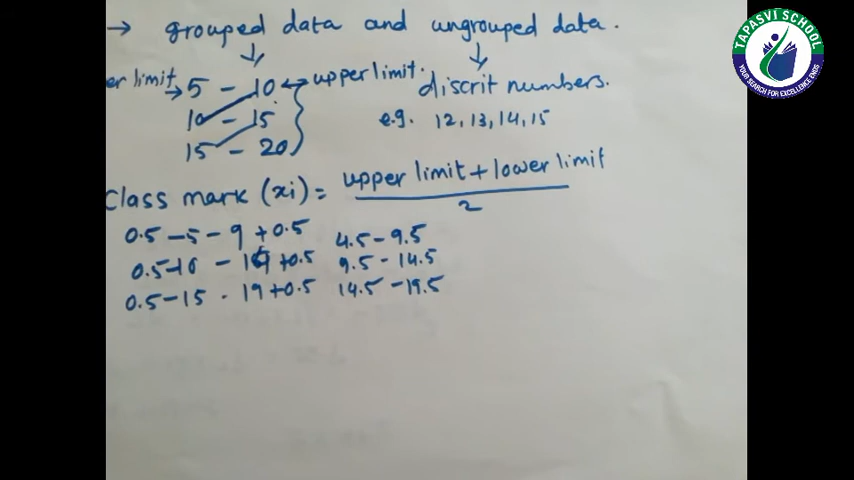 → grouped data and ungrouped data.
er limit → 5 - 10 ↔ upper limit. discrit numbers.
10 - 15 e.g. 12, 13, 14, 15
15 - 20
Class mark (xi) = upper limit + lower limit
2
0.5 - 5 - 9 + 0.5 4.5 - 9.5
0.5 - 10 - 14 + 0.5 9.5 - 14.5
0.5 - 15 - 19 + 0.5 14.5 - 19.5
TAPASVI SCHOOL
YOUR SEARCH FOR EXCELLENCE ENDS